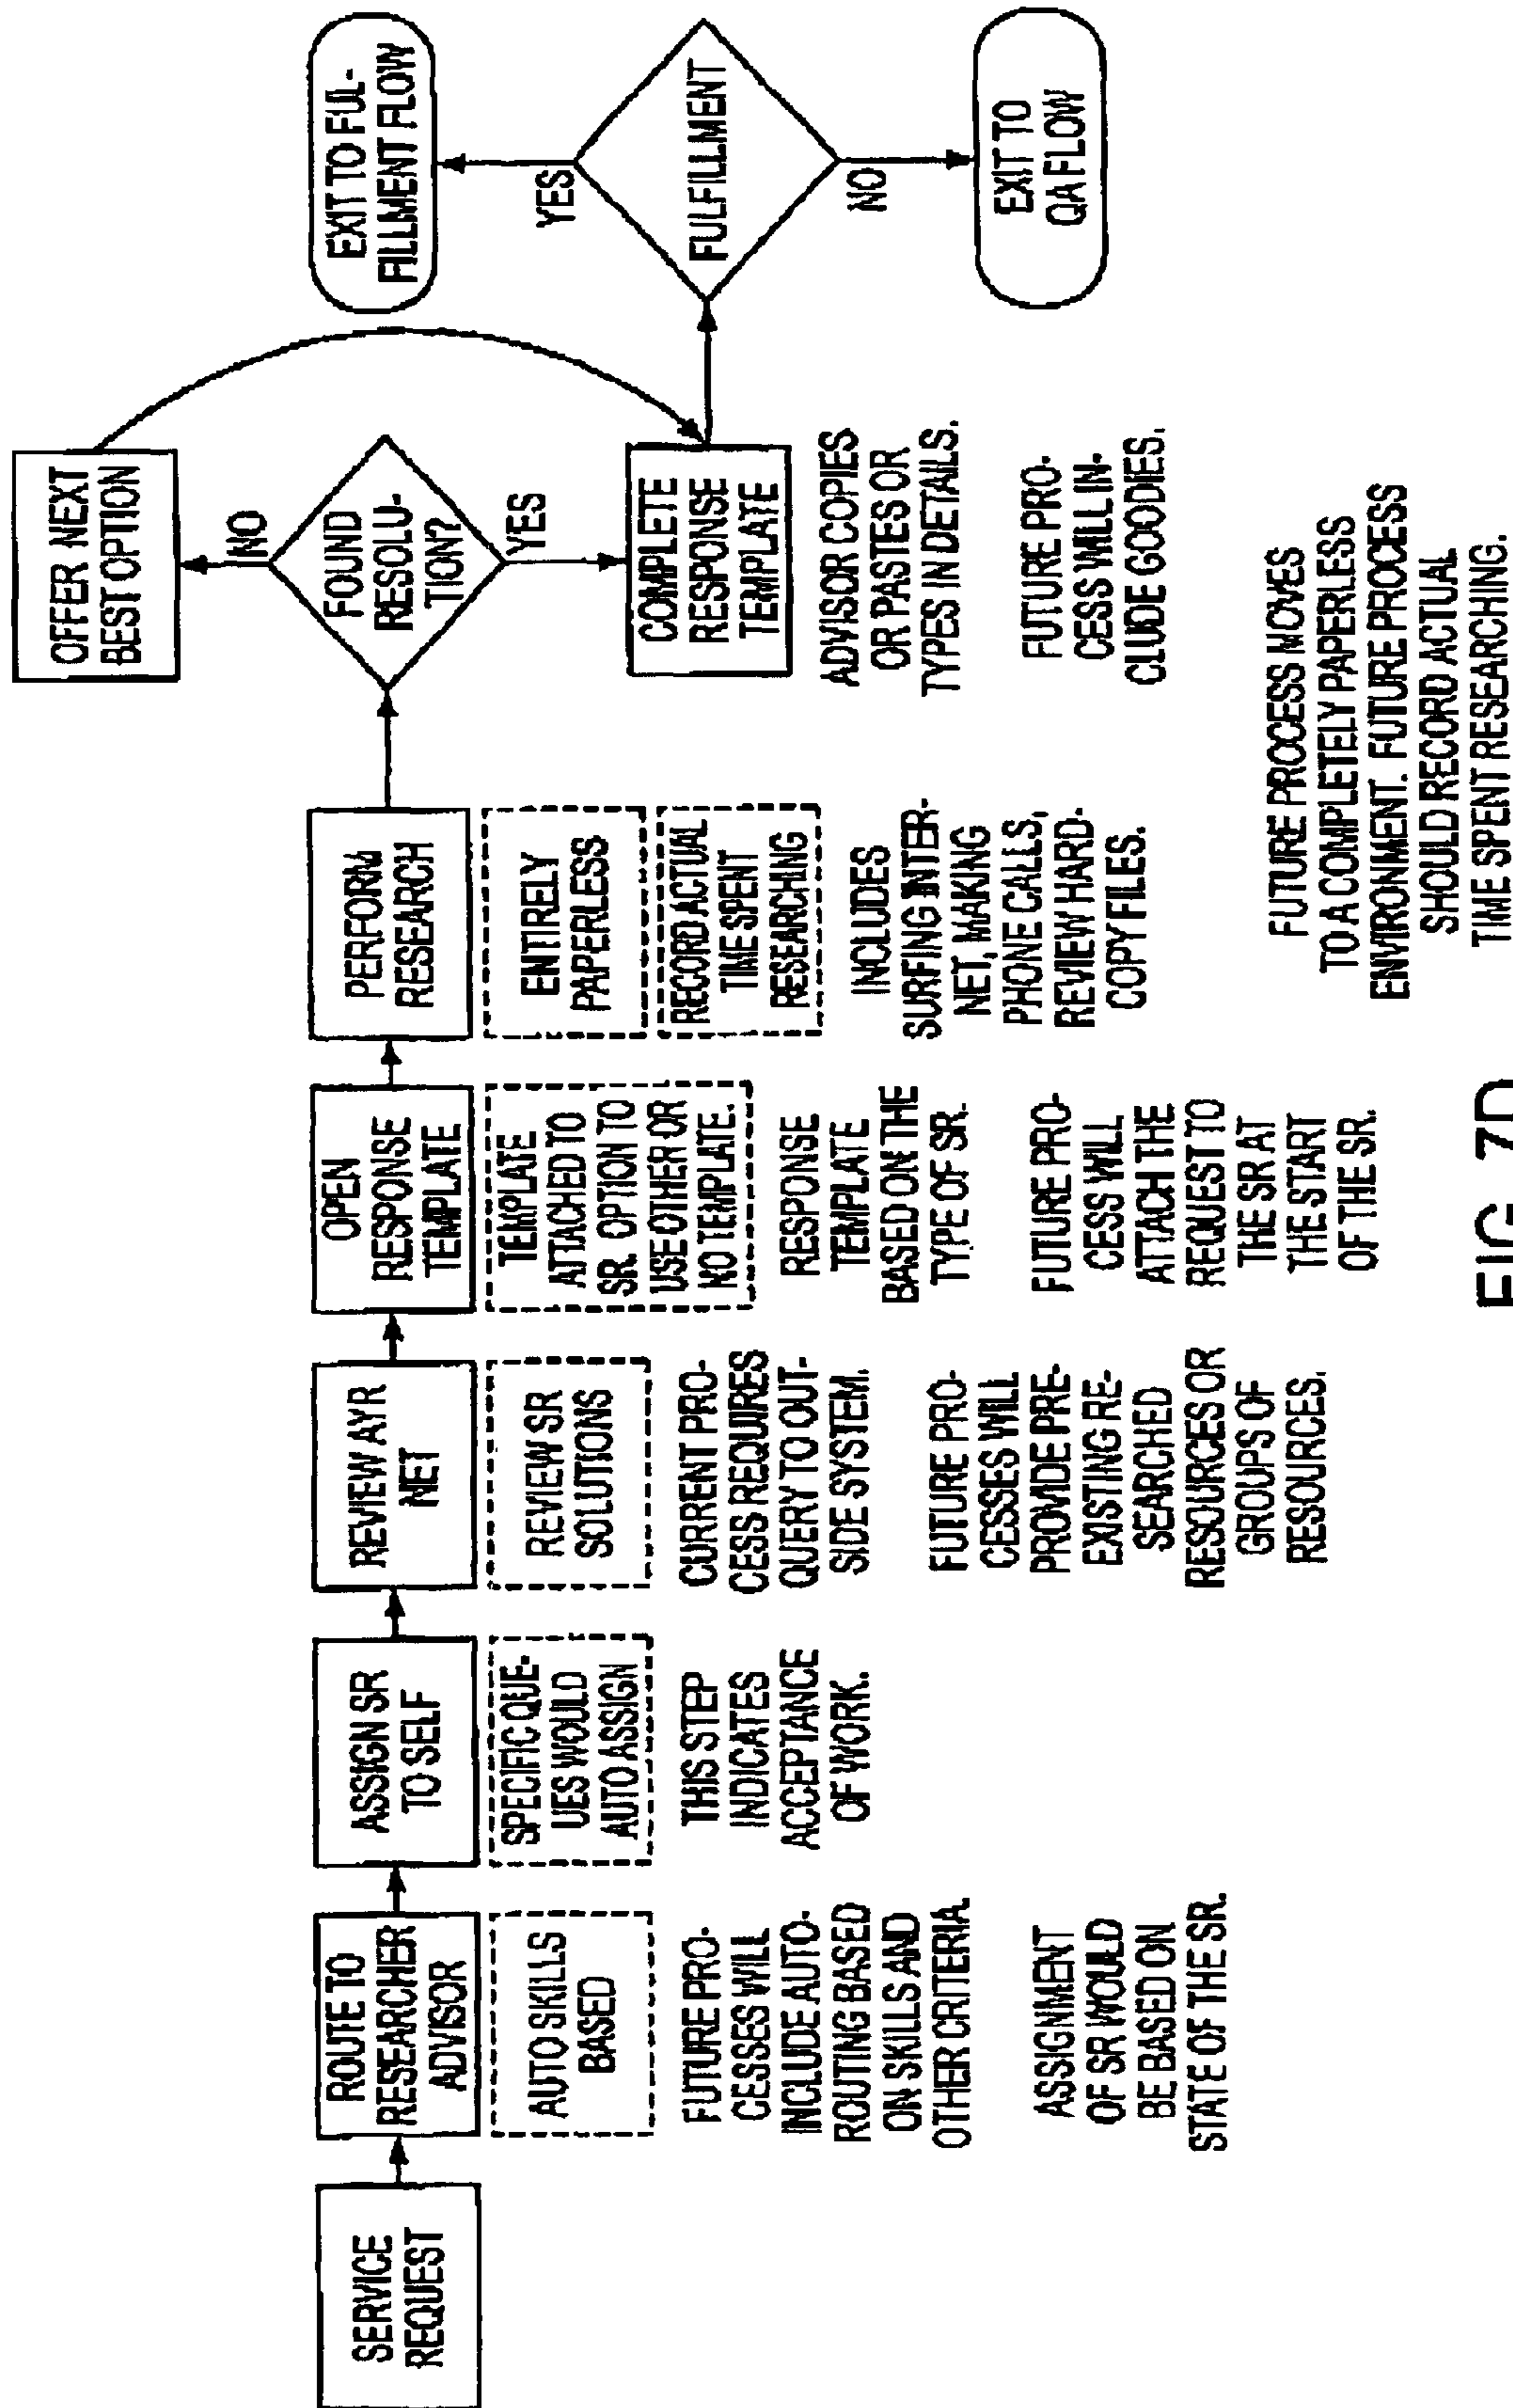 SERVICE
REQUEST
ROUTE TO
RESEARCHER
ADVISOR
AUTO SKILLS
BASED
FUTURE PRO-
CESSES WILL
INCLUDE AUTO-
ROUTING BASED
ON SKILLS AND
OTHER CRITERIA.
ASSIGNMENT
OF SR WOULD
BE BASED ON
STATE OF THE SR.
ASSIGN SR
TO SELF
SPECIFIC QUE-
UES WOULD
AUTO ASSIGN
THIS STEP
INDICATES
ACCEPTANCE
OF WORK.
REVIEW AYR
NET
REVIEW SR
SOLUTIONS
CURRENT PRO-
CESS REQUIRES
QUERY TO OUT-
SIDE SYSTEM.
FUTURE PRO-
CESSES WILL
PROVIDE PRE-
EXISTING RE-
SEARCHED
RESOURCES OR
GROUPS OF
RESOURCES.
OPEN
RESPONSE
TEMPLATE
TEMPLATE
ATTACHED TO
SR. OPTION TO
USE OTHER OR
NO TEMPLATE.
RESPONSE
TEMPLATE
BASED ON THE
TYPE OF SR.
FUTURE PRO-
CESS WILL
ATTACH THE
REQUEST TO
THE SR AT
THE START
OF THE SR.
PERFORM
RESEARCH
ENTIRELY
PAPERLESS
RECORD ACTUAL
TIME SPENT
RESEARCHING
INCLUDES
SURFING INTER-
NET, MAKING
PHONE CALLS,
REVIEW HARD-
COPY FILES.
FUTURE PROCESS MOVES
TO A COMPLETELY PAPERLESS
ENVIRONMENT. FUTURE PROCESS
SHOULD RECORD ACTUAL
TIME SPENT RESEARCHING.
OFFER NEXT
BEST OPTION
NO
FOUND
RESOLU-
TION?
YES
COMPLETE
RESPONSE
TEMPLATE
ADVISOR COPIES
OR PASTES OR
TYPES IN DETAILS.
FUTURE PRO-
CESS WILL IN-
CLUDE GOODIES.
EXIT TO FUL-
FILLMENT FLOW
YES
FULFILLMENT
NO
EXIT TO
QA FLOW
FIG. 7D